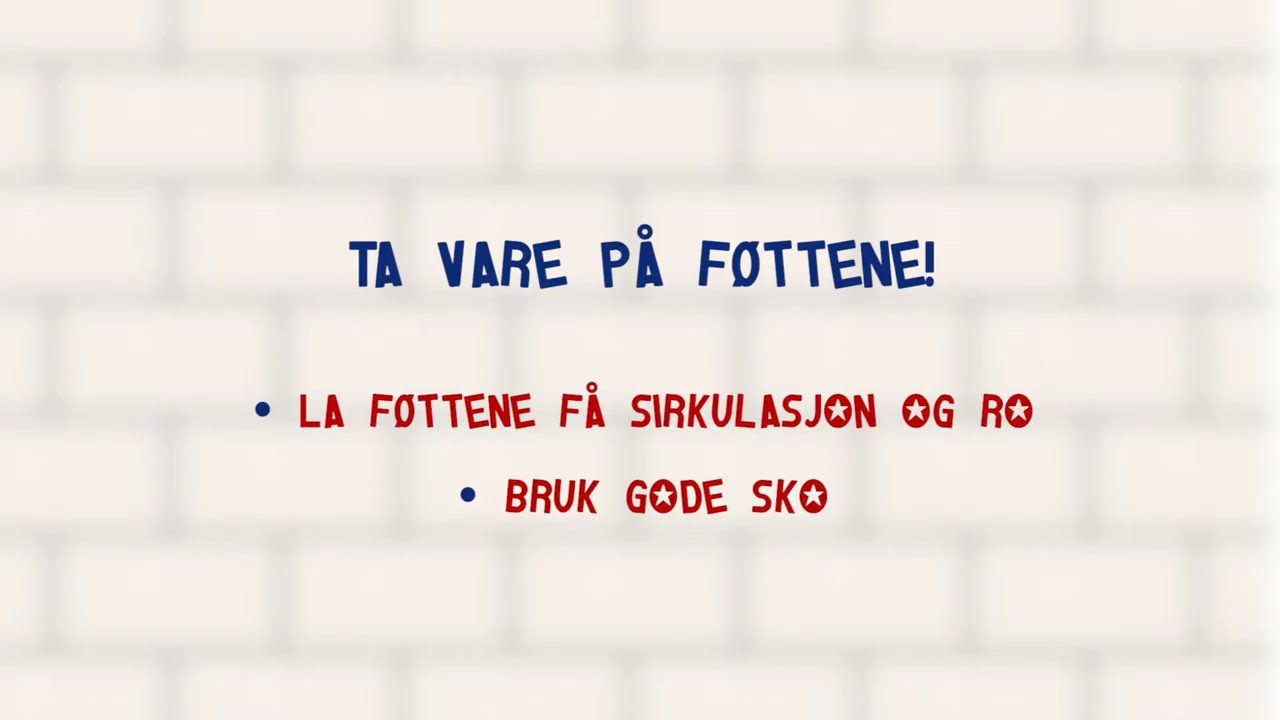 TA VARE PÅ FØTTENE!
• LA FØTTENE FÅ SIRKULASJON OG RO
• BRUK GODE SKO